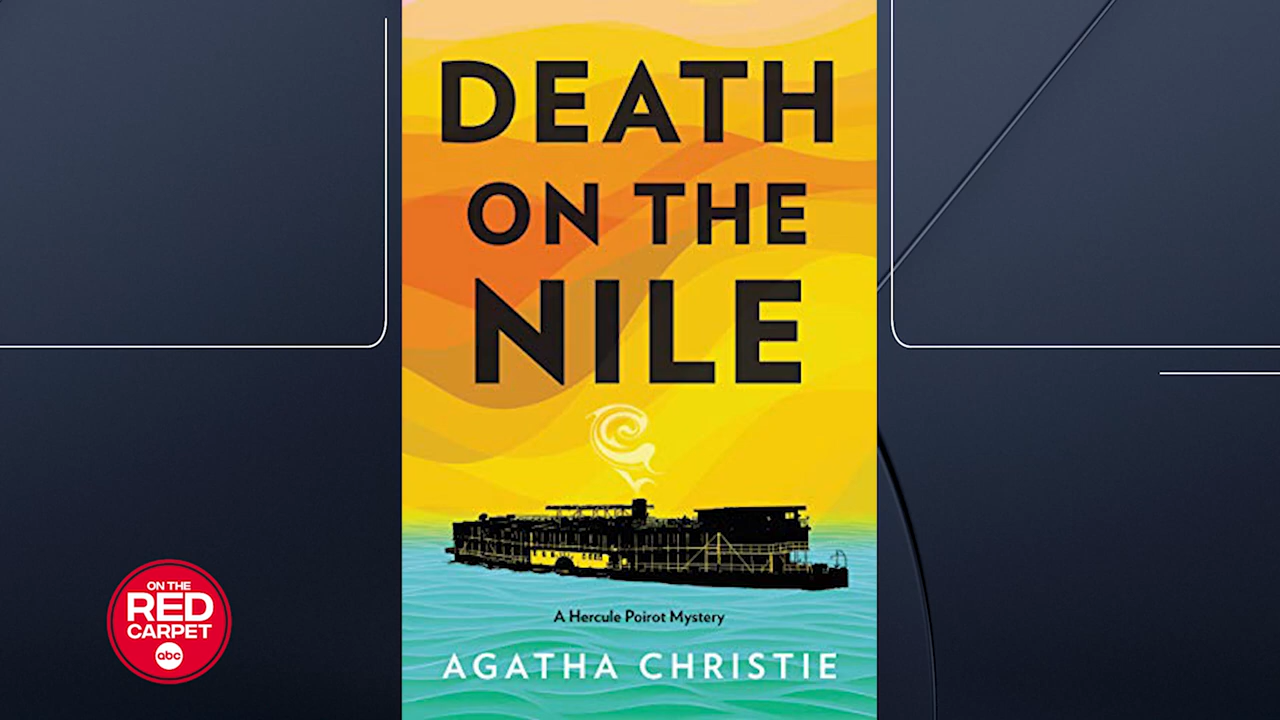 DEATH
ON THE
NILE
A Hercule Poirot Mystery
AGATHA CHRISTIE
ON THE
RED
CARPET
abc